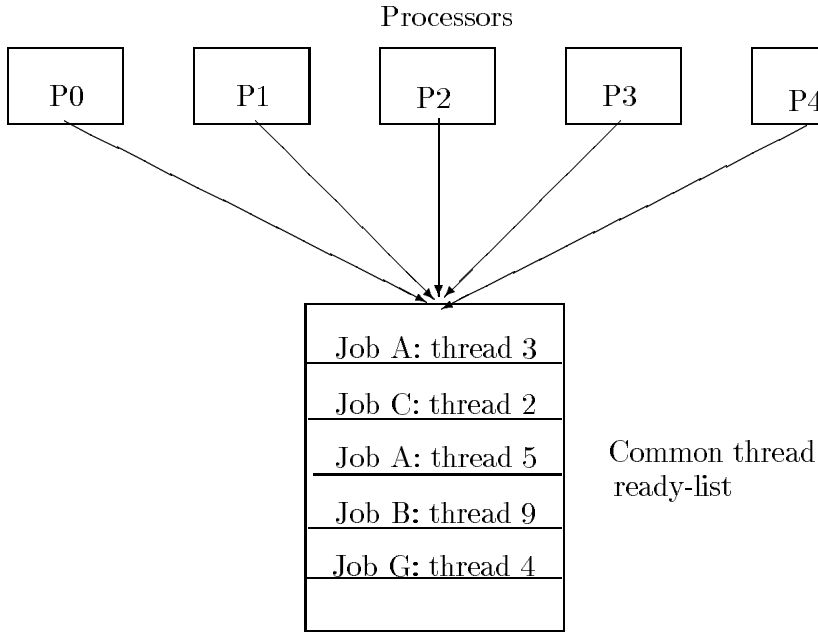 Processors
P0
P1
P2
P3
P4
Job A: thread 3
Job C: thread 2
Job A: thread 5
Job B: thread 9
Job G: thread 4
Common thread
ready-list